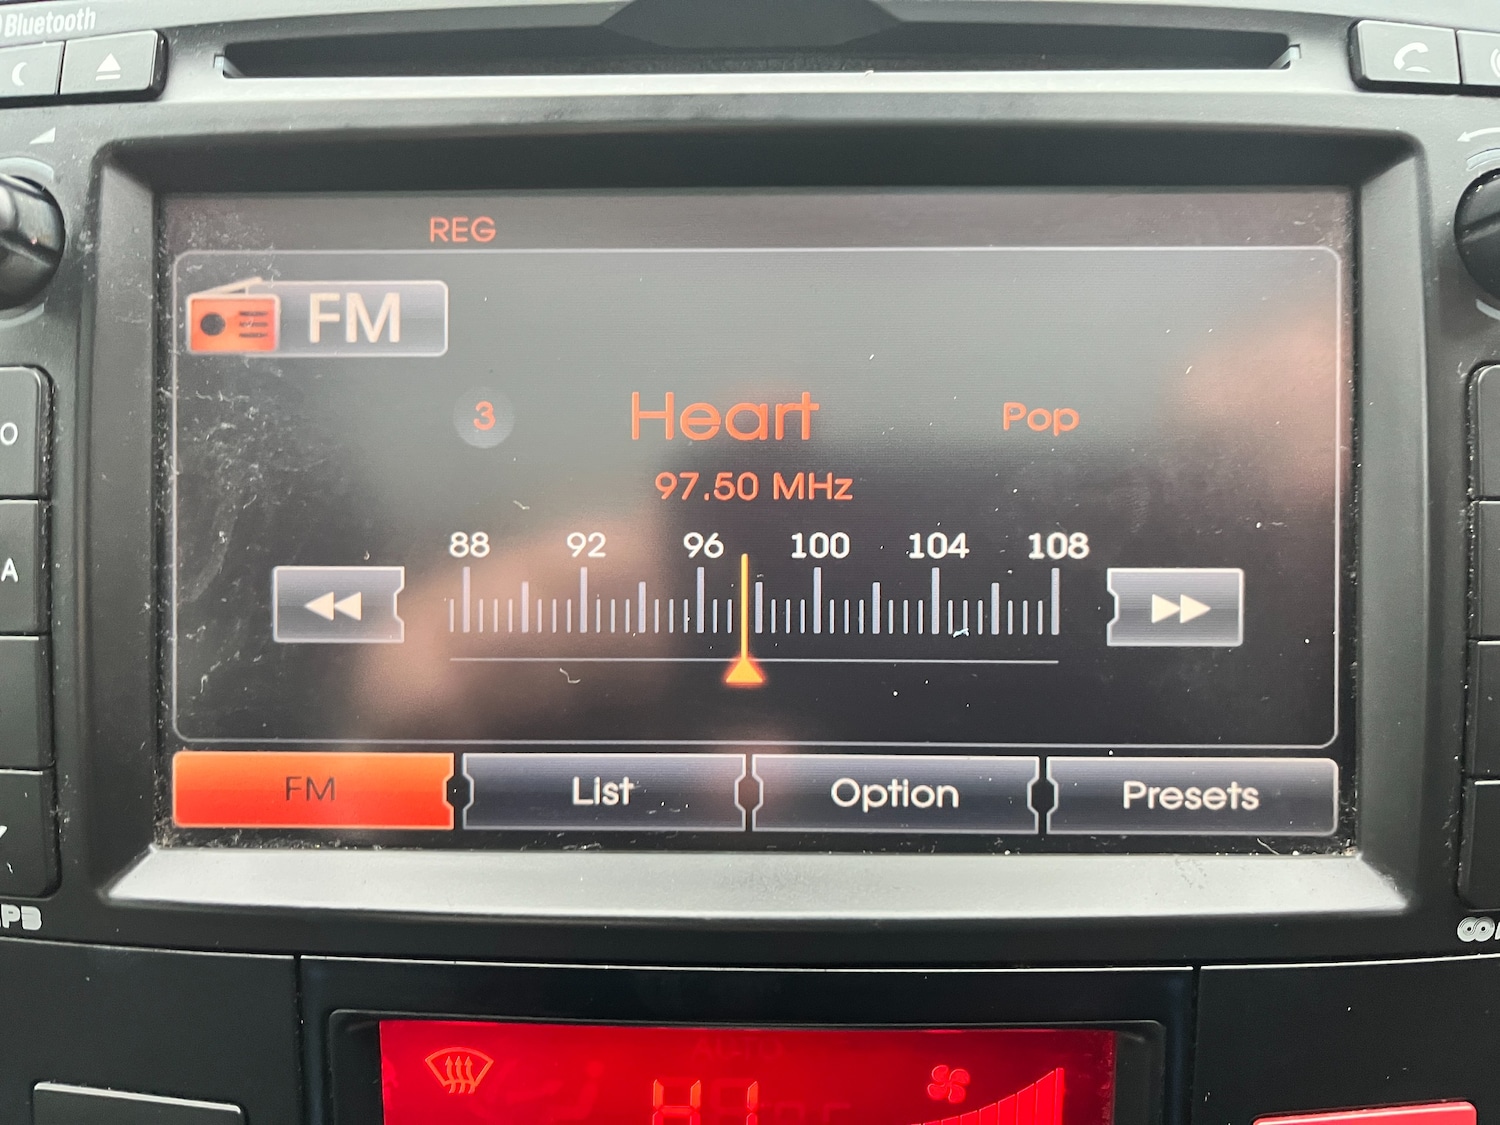 Bluetooth
REG
FM
3 Heart Pop
97.50 MHz
88 92 96 100 104 108
FM List Option Presets
A
AUTO